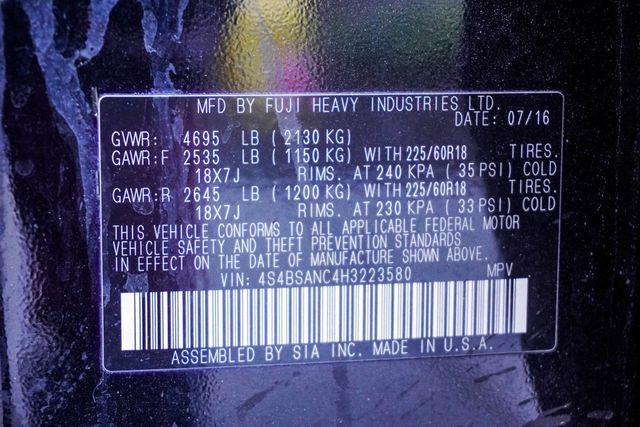 MFD BY FUJI HEAVY INDUSTRIES LTD.
DATE: 07/16
GVWR: 4695 LB (2130 KG)
GAWR:F 2535 LB (1150 KG) WITH 225/60R18 TIRES.
18X7J RIMS. AT 240 KPA (35 PSI) COLD
GAWR:R 2645 LB (1200 KG) WITH 225/60R18 TIRES.
18X7J RIMS. AT 230 KPA (33 PSI) COLD
THIS VEHICLE CONFORMS TO ALL APPLICABLE FEDERAL MOTOR
VEHICLE SAFETY AND THEFT PREVENTION STANDARDS
IN EFFECT ON THE DATE OF MANUFACTURE SHOWN ABOVE.
VIN: 4S4BSANC4H3223580 MPV
ASSEMBLED BY SIA INC. MADE IN U.S.A.